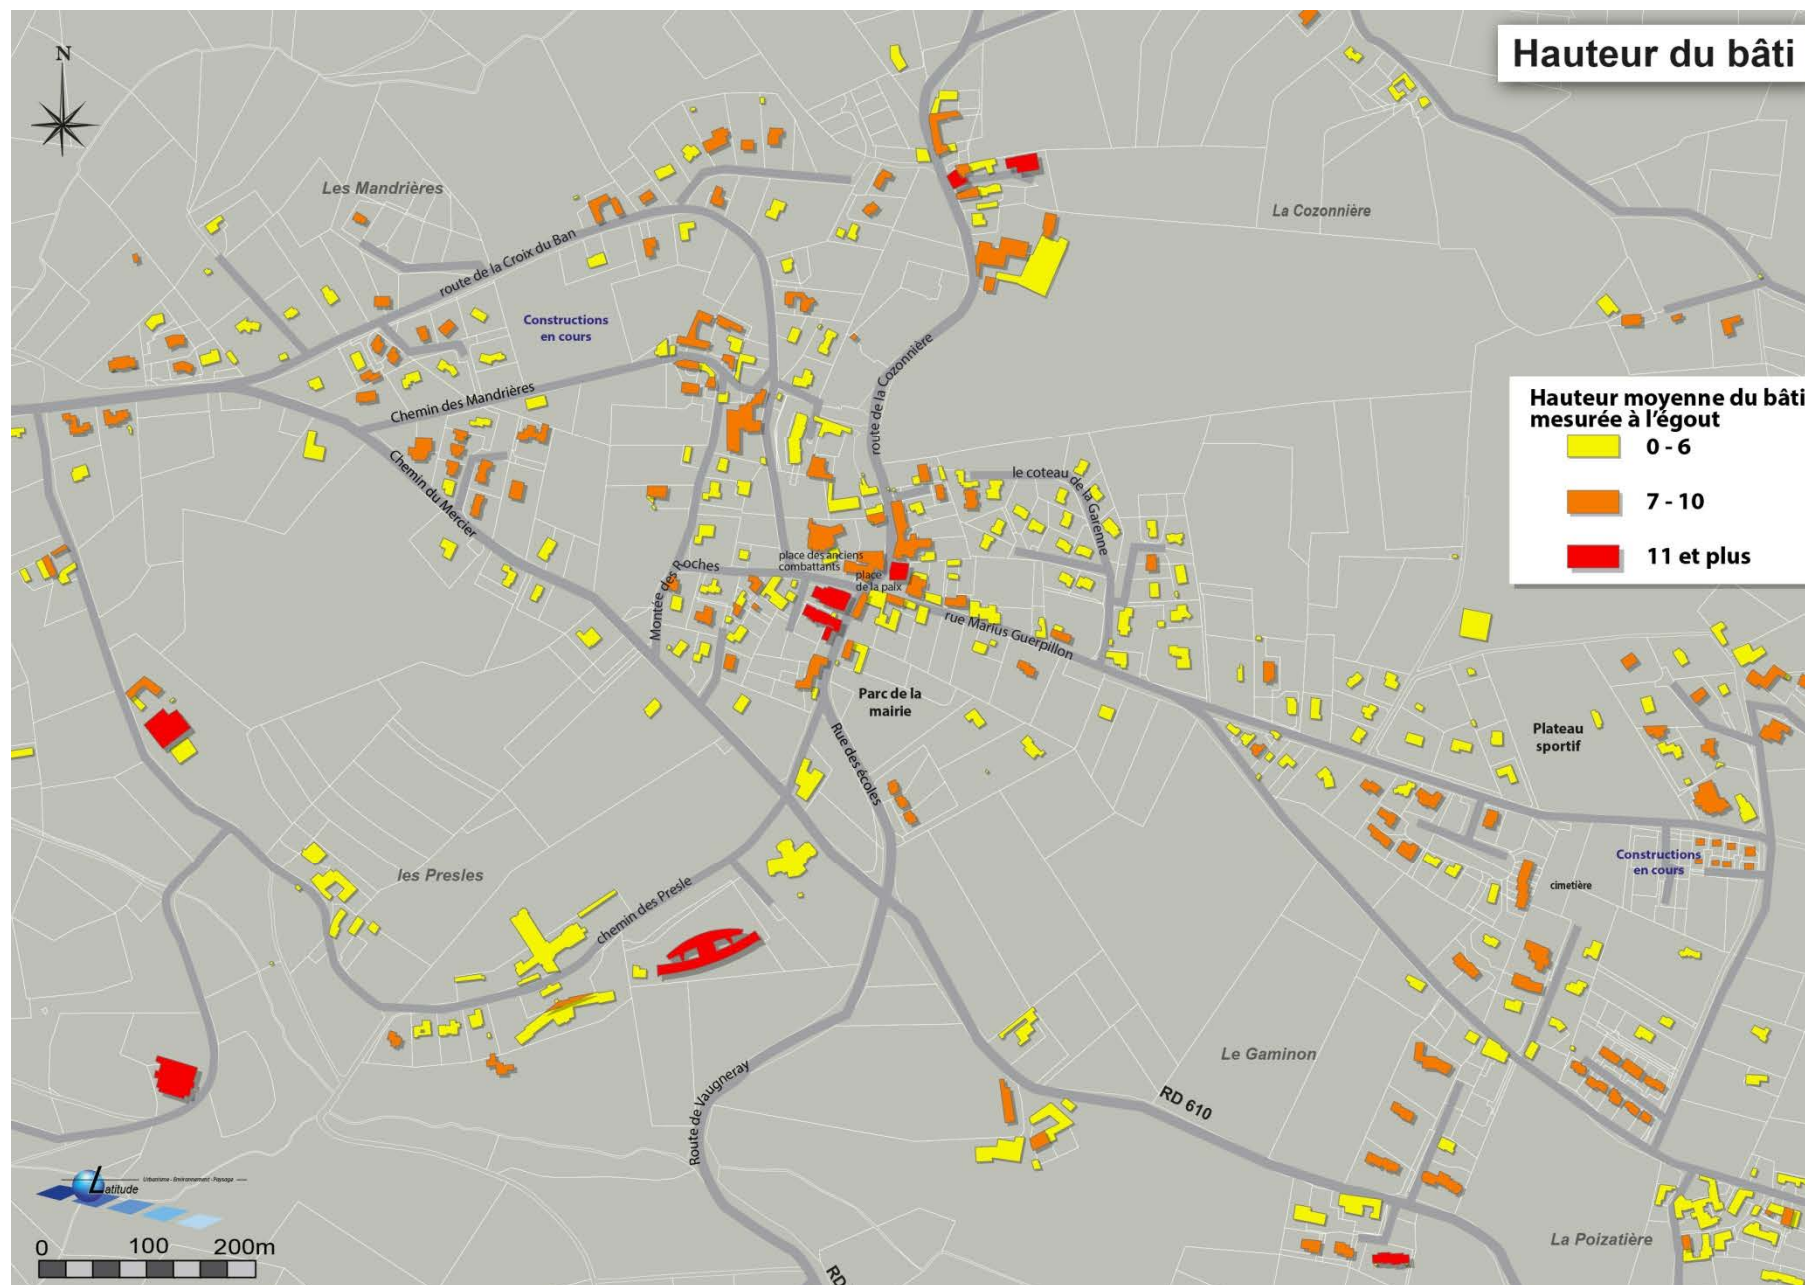 Hauteur du bâti
N
Les Mandrières
La Cozonnière
route de la Croix du Ban
Constructions
en cours
route de la Cozonnière
Chemin des Mandrières
Hauteur moyenne du bâti
mesurée à l'égout
0 - 6
7 - 10
11 et plus
Chemin du Mercier
le coteau de la Garenne
place des anciens
combattants
Montée des Roches
place
de la paix
rue Marius Guerpillon
Parc de la
mairie
Rue des écoles
Plateau
sportif
Constructions
en cours
cimetière
les Presles
chemin des Presle
Le Gaminon
RD 610
Route de Vaugneray
Latitude
Urbanisme - Environnement - Paysage
La Poizatière
0 100 200m
RD